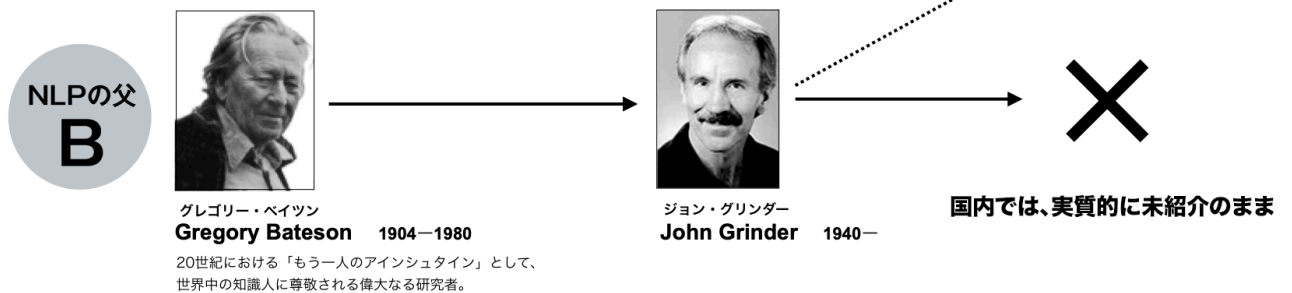 NLPの父
B
グレゴリー・ベイツン
Gregory Bateson 1904―1980
20世紀における「もう一人のアインシュタイン」として、
世界中の知識人に尊敬される偉大なる研究者。
ジョン・グリンダー
John Grinder 1940―
国内では、実質的に未紹介のまま